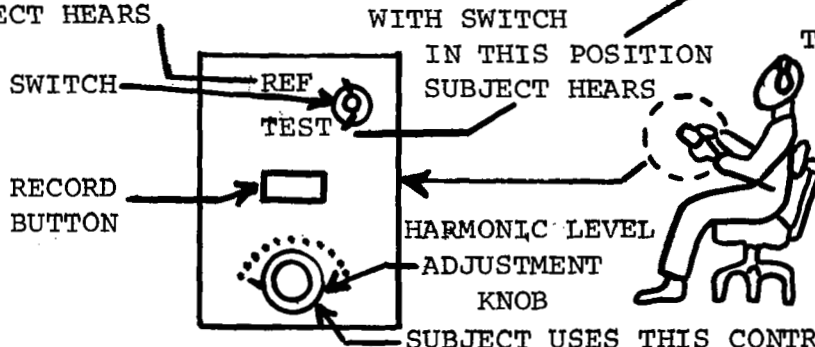 ECT HEARS
SWITCH
REF
TEST
WITH SWITCH
IN THIS POSITION
SUBJECT HEARS
T
RECORD
BUTTON
HARMONIC LEVEL
ADJUSTMENT
KNOB
SUBJECT USES THIS CONTR